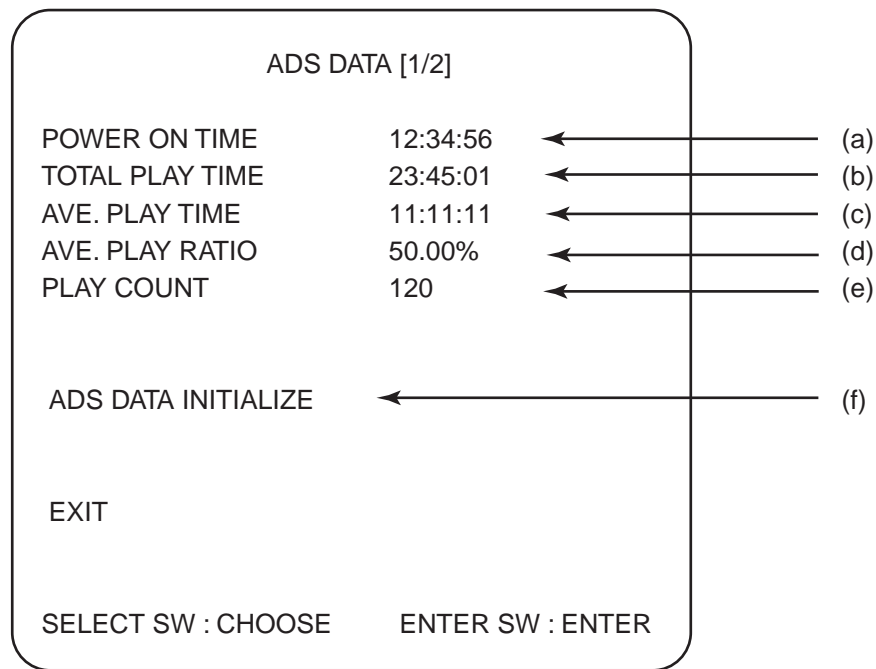 ADS DATA [1/2]
POWER ON TIME 12:34:56 (a)
TOTAL PLAY TIME 23:45:01 (b)
AVE. PLAY TIME 11:11:11 (c)
AVE. PLAY RATIO 50.00% (d)
PLAY COUNT 120 (e)
ADS DATA INITIALIZE (f)
EXIT
SELECT SW : CHOOSE ENTER SW : ENTER